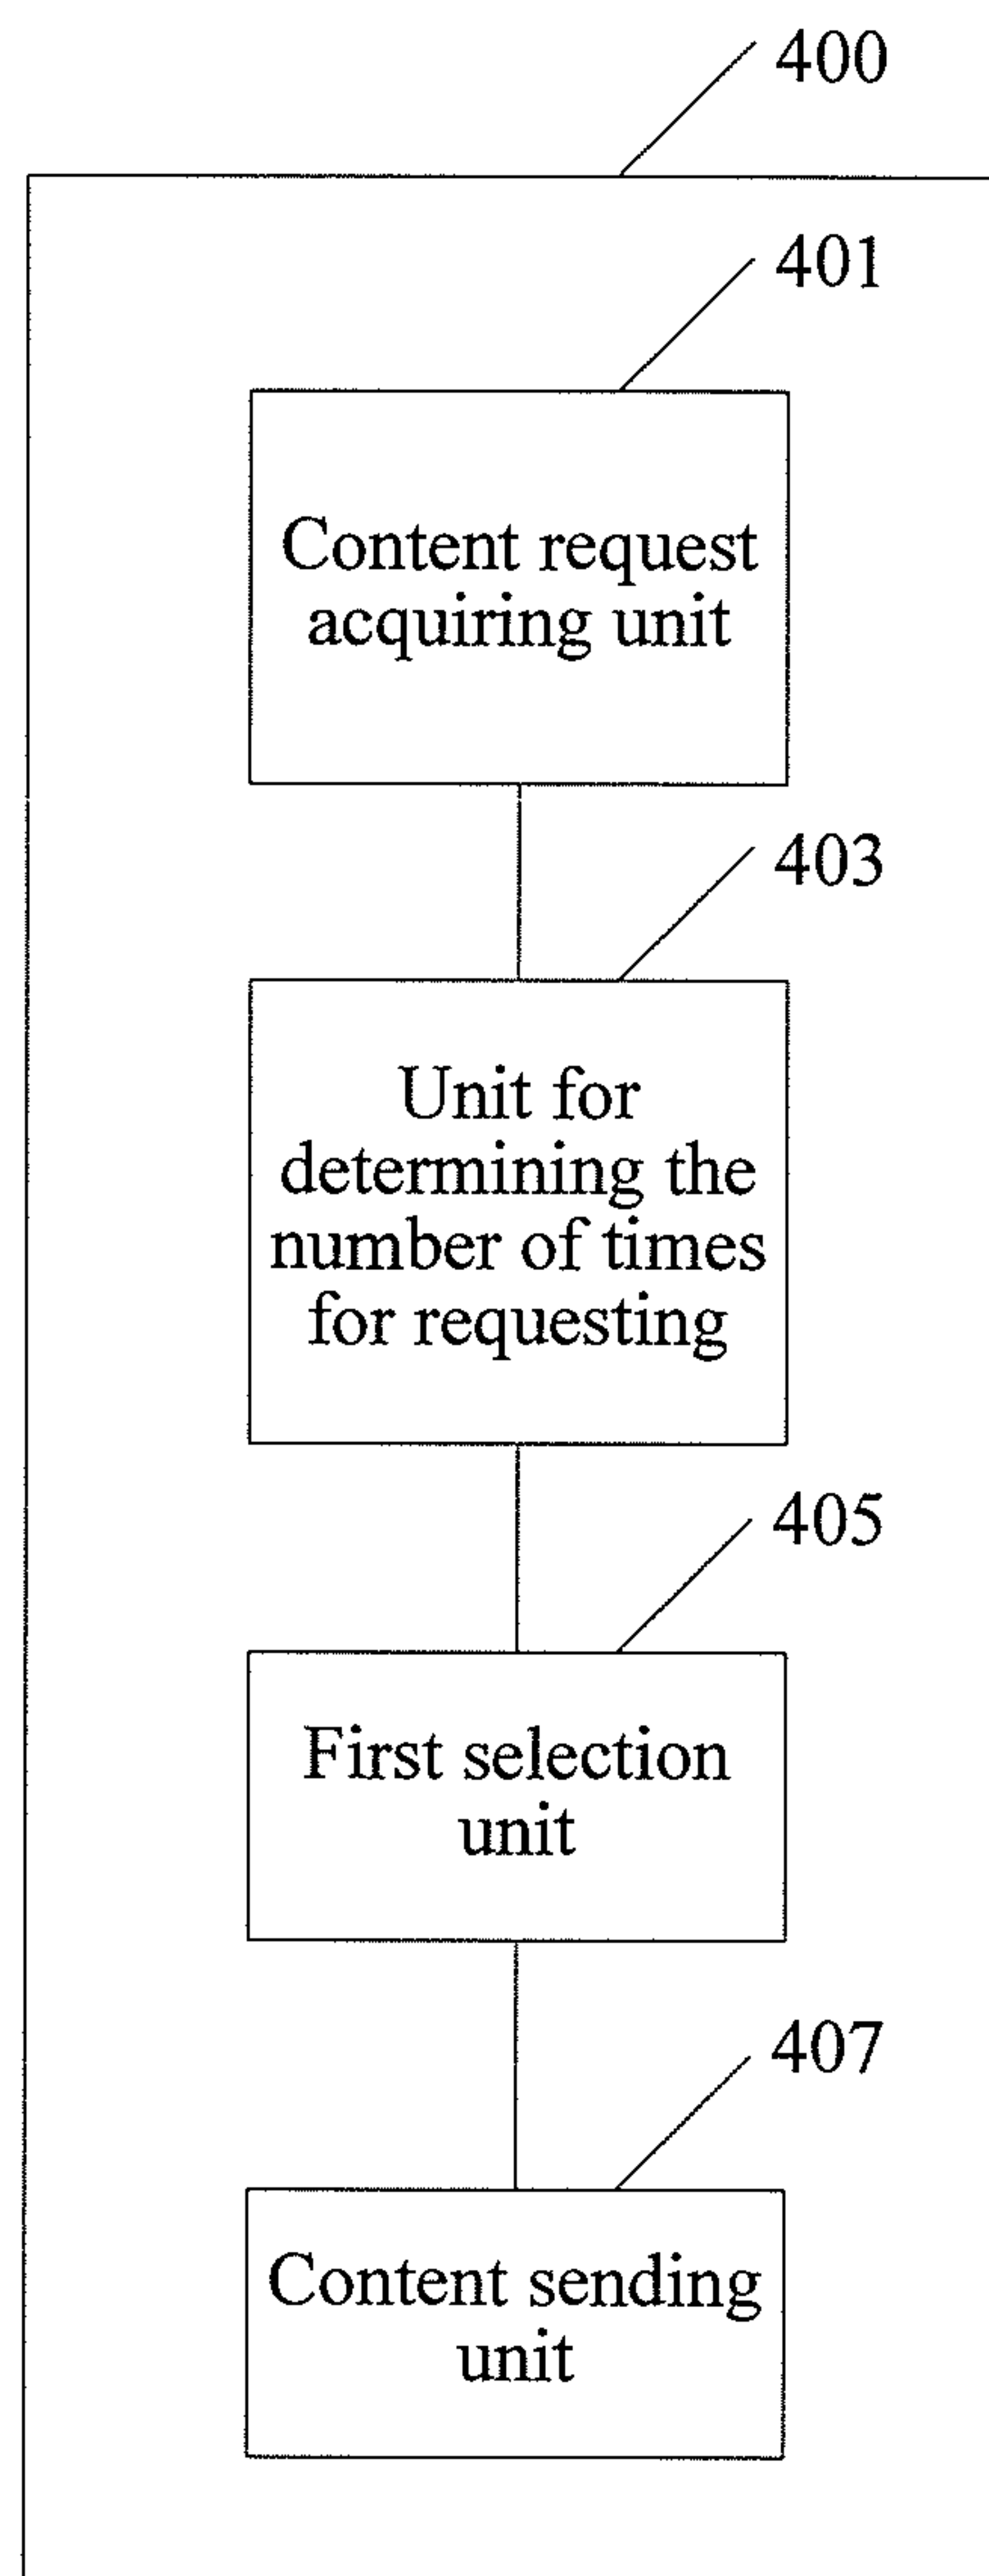 400
401
Content request
acquiring unit
403
Unit for
determining the
number of times
for requesting
405
First selection
unit
407
Content sending
unit